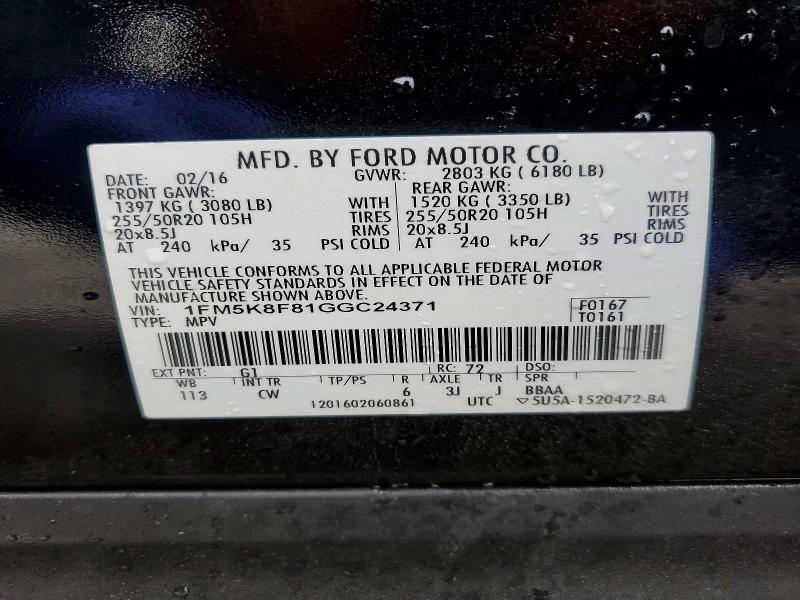 MFD. BY FORD MOTOR CO.
DATE: 02/16 GVWR: 2803 KG ( 6180 LB)
FRONT GAWR: REAR GAWR:
1397 KG ( 3080 LB) WITH 1520 KG ( 3350 LB) WITH
255/50R20 105H TIRES 255/50R20 105H TIRES
20x8.5J RIMS 20x8.5J RIMS
AT 240 kPa/ 35 PSI COLD AT 240 kPa/ 35 PSI COLD
THIS VEHICLE CONFORMS TO ALL APPLICABLE FEDERAL MOTOR
VEHICLE SAFETY STANDARDS IN EFFECT ON THE DATE OF
MANUFACTURE SHOWN ABOVE.
VIN: 1FM5K8F81GGC24371 F0167
TYPE: MPV T0161
EXT PNT: G1 RC: 72 DSO:
WB INT TR TP/PS R AXLE TR SPR
113 CW 6 3J J BBAA
1201602060861 UTC ▽5U5A-1520472-BA